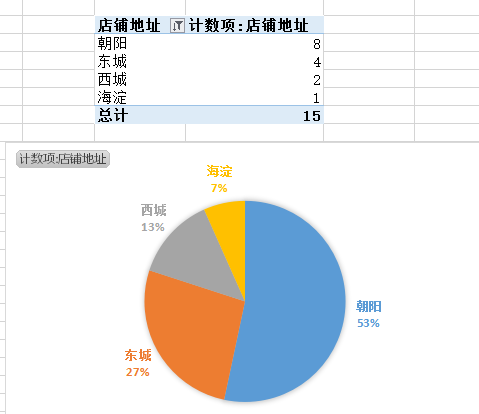 店铺地址 计数项:店铺地址
朝阳 8
东城 4
西城 2
海淀 1
总计 15
计数项:店铺地址
海淀
7%
西城
13%
朝阳
53%
东城
27%